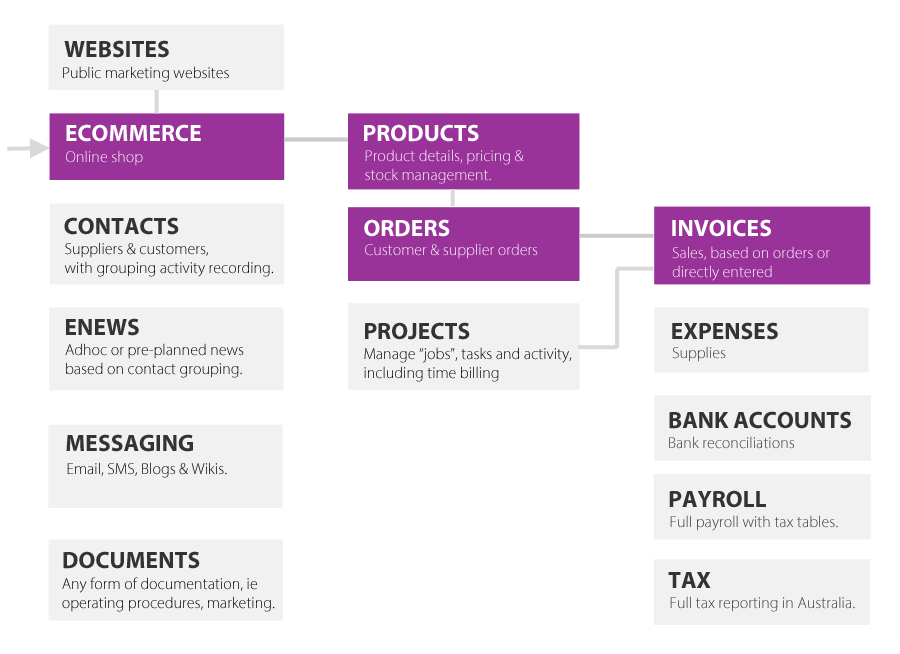 WEBSITES
Public marketing websites
ECOMMERCE
Online shop
CONTACTS
Suppliers & customers,
with grouping activity recording.
ENEWS
Adhoc or pre-planned news
based on contact grouping.
MESSAGING
Email, SMS, Blogs & Wikis.
DOCUMENTS
Any form of documentation, ie
operating procedures, marketing.
PRODUCTS
Product details, pricing &
stock management.
ORDERS
Customer & supplier orders
PROJECTS
Manage “jobs”, tasks and activity,
including time billing
INVOICES
Sales, based on orders or
directly entered
EXPENSES
Supplies
BANK ACCOUNTS
Bank reconciliations
PAYROLL
Full payroll with tax tables.
TAX
Full tax reporting in Australia.